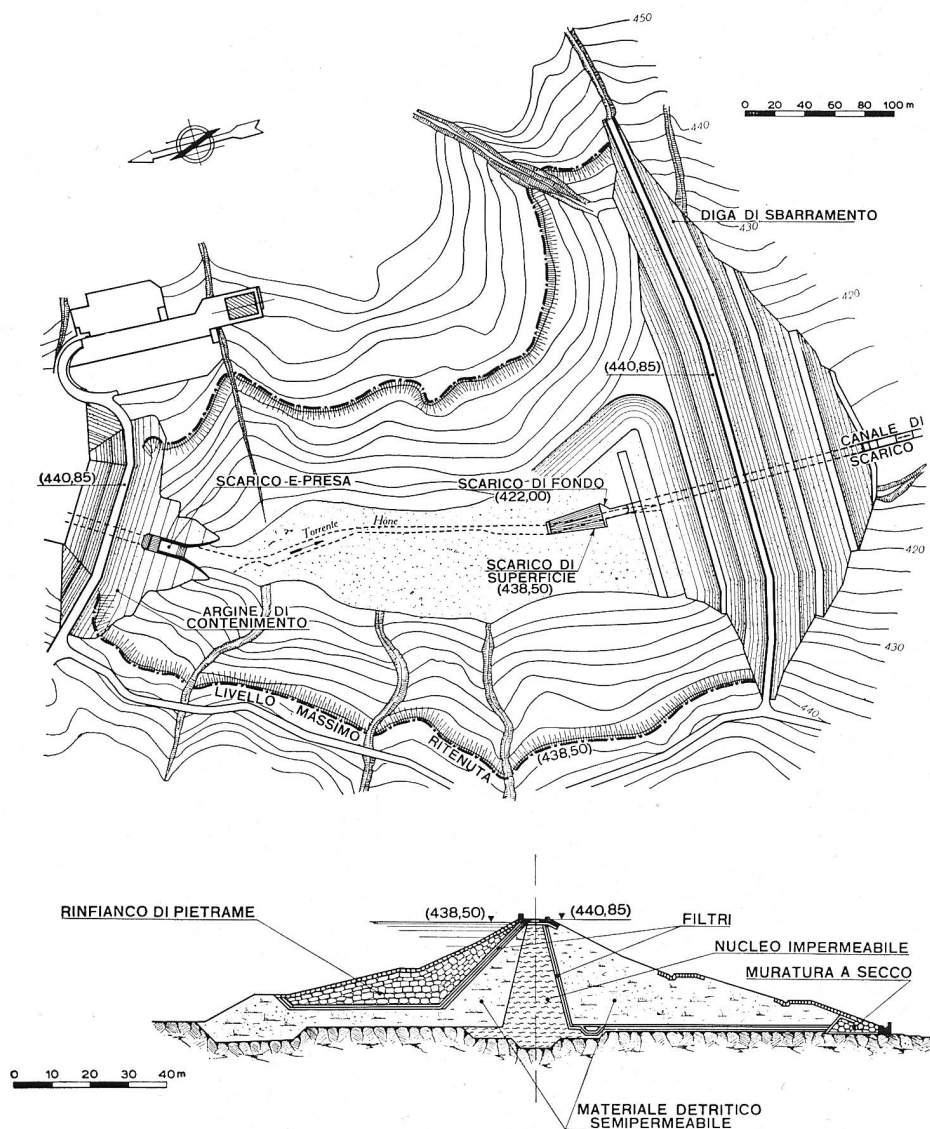 450
0 20 40 60 80 100 m
440
DIGA DI SBARRAMENTO
430
420
(440,85)
CANALE DI
SCARICO
(440,85)
SCARICO E PRESA
SCARICO DI FONDO
(422,00)
Torrente Hône
SCARICO DI
SUPERFICIE
(438,50)
420
ARGINE DI
CONTENIMENTO
430
LIVELLO MASSIMO RITENUTA (438,50)
440
RINFIANCO DI PIETRAME
(438,50)
(440,85)
FILTRI
NUCLEO IMPERMEABILE
MURATURA A SECCO
0 10 20 30 40m
MATERIALE DETRITICO
SEMIPERMEABILE